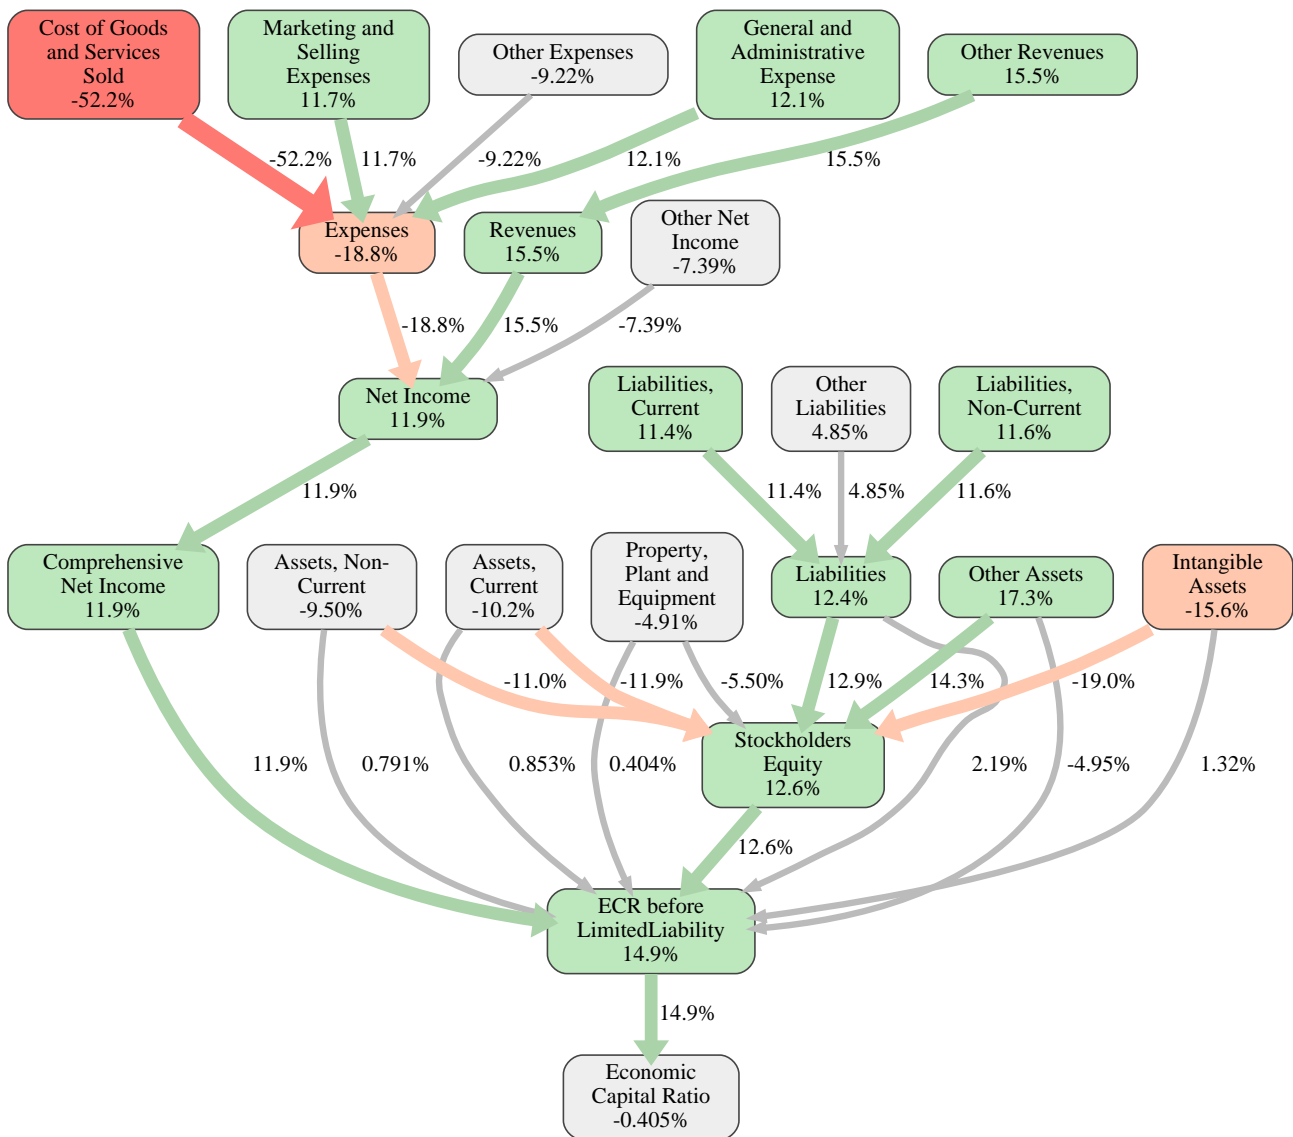 Cost of Goods
and Services
Sold
-52.2%
Marketing and
Selling
Expenses
11.7%
Other Expenses
-9.22%
General and
Administrative
Expense
12.1%
Other Revenues
15.5%
-52.2%
11.7%
-9.22%
12.1%
15.5%
Expenses
-18.8%
Revenues
15.5%
Other Net
Income
-7.39%
-18.8%
15.5%
-7.39%
Net Income
11.9%
Liabilities,
Current
11.4%
Other
Liabilities
4.85%
Liabilities,
Non-Current
11.6%
11.9%
11.4%
4.85%
11.6%
Comprehensive
Net Income
11.9%
Assets, Non-
Current
-9.50%
Assets,
Current
-10.2%
Property,
Plant and
Equipment
-4.91%
Liabilities
12.4%
Other Assets
17.3%
Intangible
Assets
-15.6%
-11.0%
-11.9%
-5.50%
12.9%
14.3%
-19.0%
Stockholders
Equity
12.6%
11.9%
0.791%
0.853%
0.404%
2.19%
-4.95%
1.32%
12.6%
ECR before
LimitedLiability
14.9%
14.9%
Economic
Capital Ratio
-0.405%